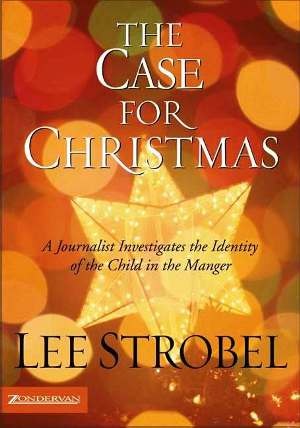 THE
CASE
FOR
CHRISTMAS
A Journalist Investigates the Identity
of the Child in the Manger
LEE STROBEL
ZONDERVAN